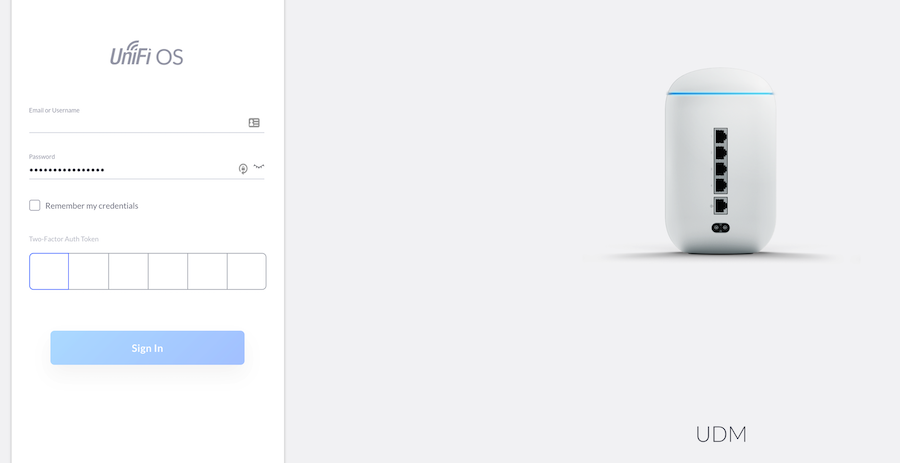 UniFi OS
Email or Username
Password
Remember my credentials
Two-Factor Auth Token
Sign In
UDM